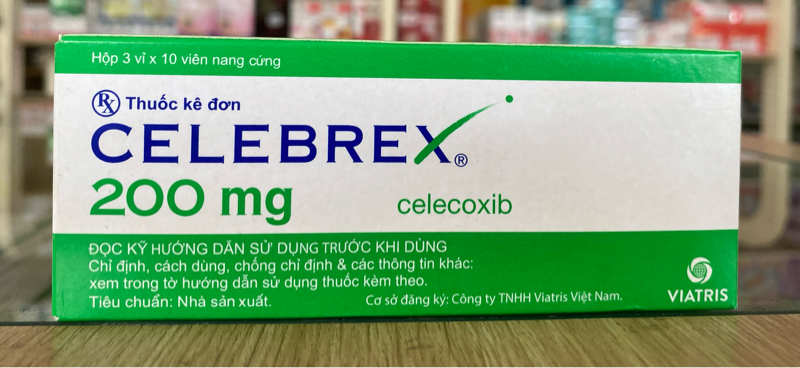 Hộp 3 vỉ x 10 viên nang cứng
Rx Thuốc kê đơn
CELEBREX®
200 mg
celecoxib
ĐỌC KỸ HƯỚNG DẪN SỬ DỤNG TRƯỚC KHI DÙNG
Chỉ định, cách dùng, chống chỉ định & các thông tin khác:
xem trong tờ hướng dẫn sử dụng thuốc kèm theo.
Tiêu chuẩn: Nhà sản xuất.
Cơ sở đăng ký: Công ty TNHH Viatris Việt Nam.
VIATRIS